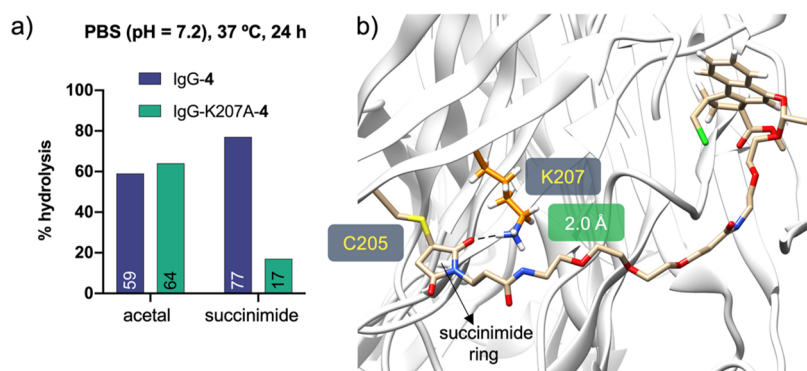 a)
PBS (pH = 7.2), 37 ºC, 24 h
IgG-4
IgG-K207A-4
% hydrolysis
100
80
60
40
20
0
59
64
77
17
acetal
succinimide
b)
K207
2.0 Å
C205
succinimide
ring